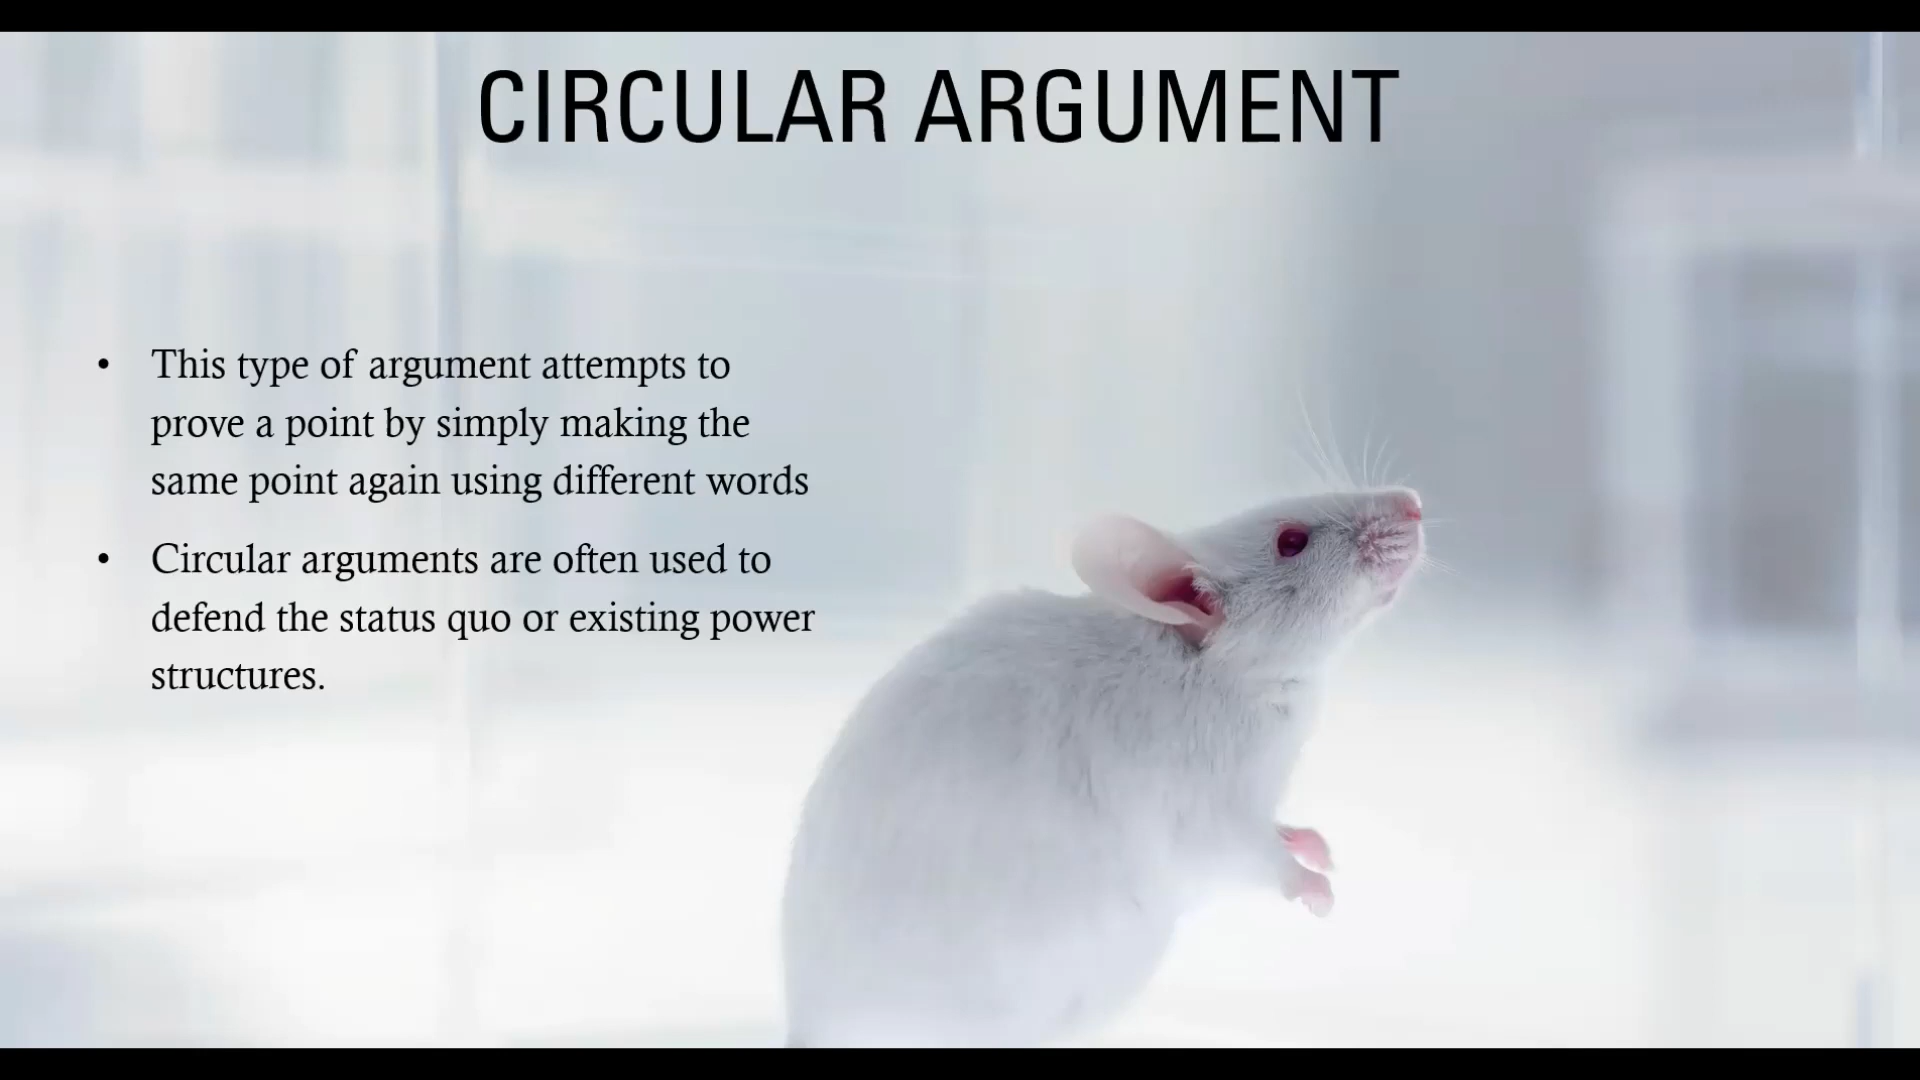 CIRCULAR ARGUMENT
• This type of argument attempts to
prove a point by simply making the
same point again using different words
• Circular arguments are often used to
defend the status quo or existing power
structures.